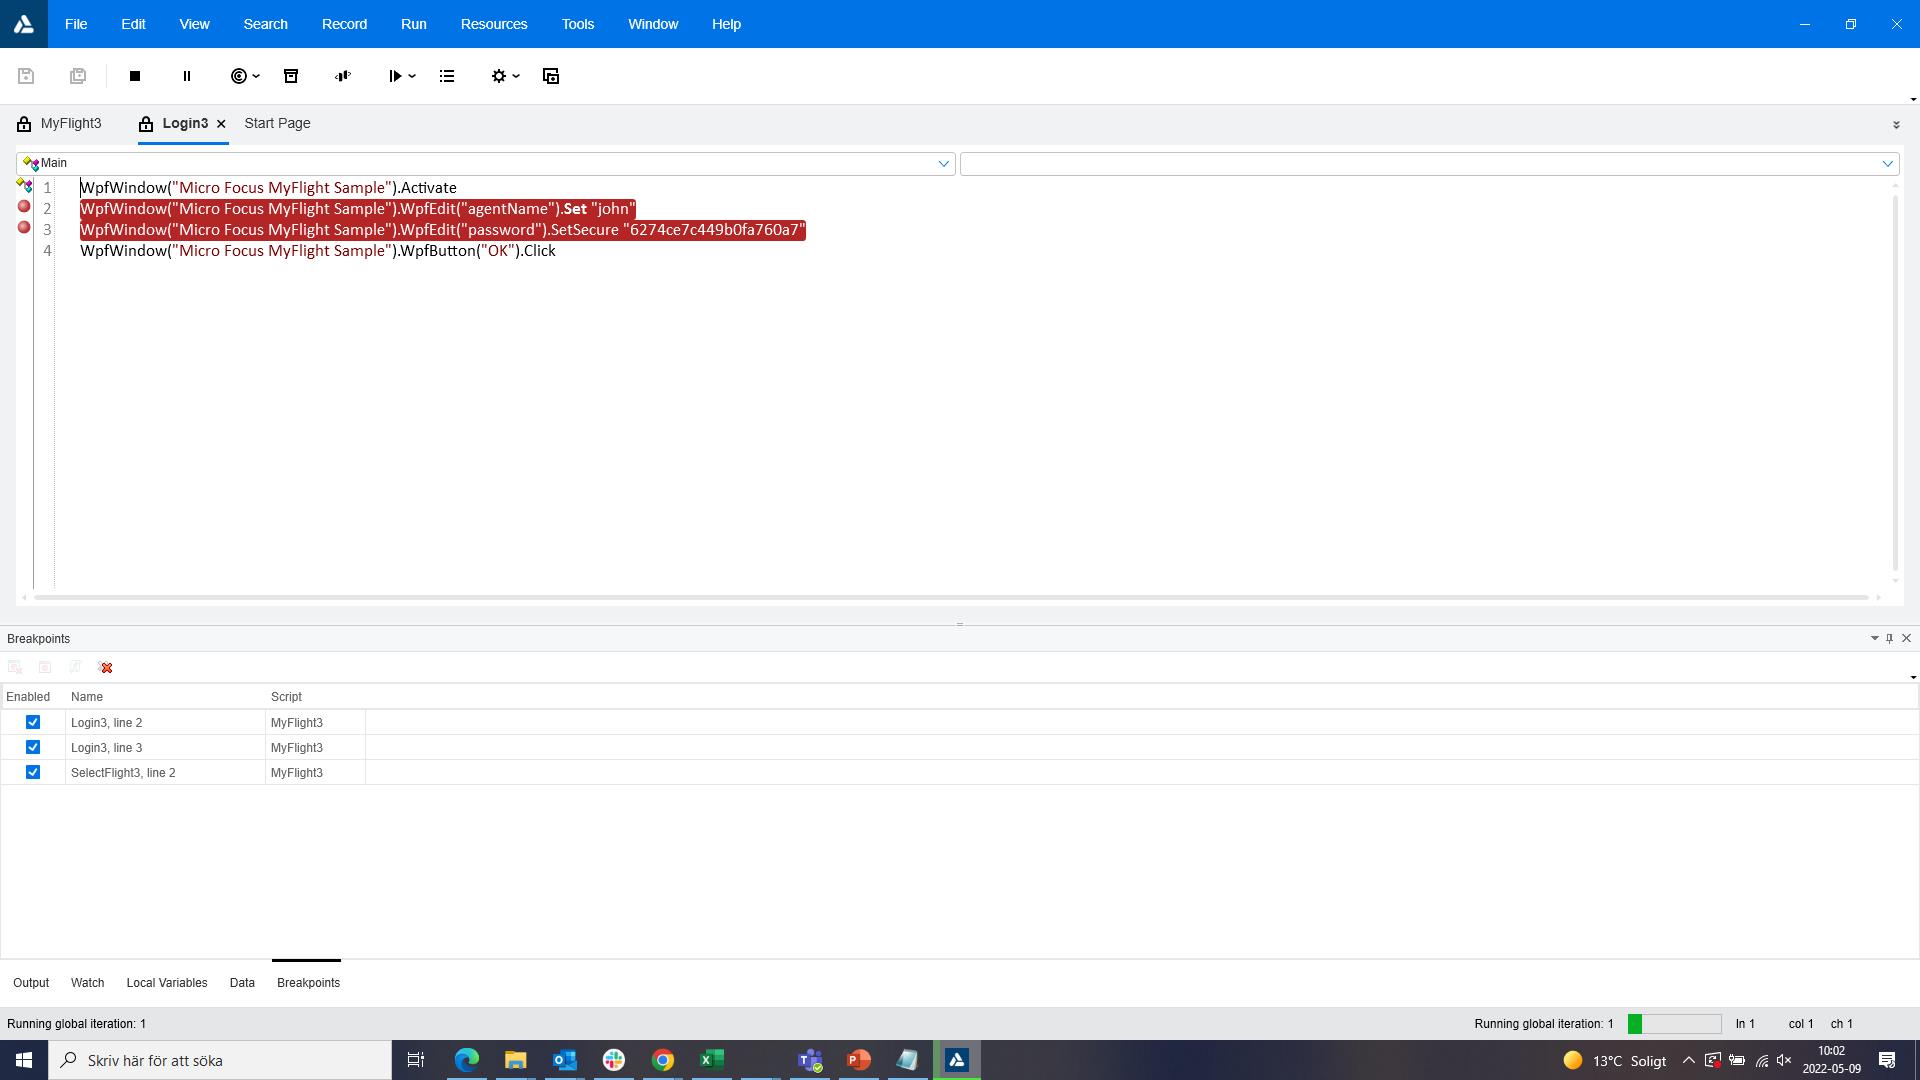 File Edit View Search Record Run Resources Tools Window Help
MyFlight3 Login3 Start Page
Main
1 WpfWindow("Micro Focus MyFlight Sample").Activate
2 WpfWindow("Micro Focus MyFlight Sample").WpfEdit("agentName").Set "john"
3 WpfWindow("Micro Focus MyFlight Sample").WpfEdit("password").SetSecure "6274ce7c449b0fa760a7"
4 WpfWindow("Micro Focus MyFlight Sample").WpfButton("OK").Click
Breakpoints
Enabled Name Script
Login3, line 2 MyFlight3
Login3, line 3 MyFlight3
SelectFlight3, line 2 MyFlight3
Output Watch Local Variables Data Breakpoints
Running global iteration: 1 Running global iteration: 1 ln 1 col 1 ch 1
Skriv här för att söka 13°C Soligt 10:02
2022-05-09